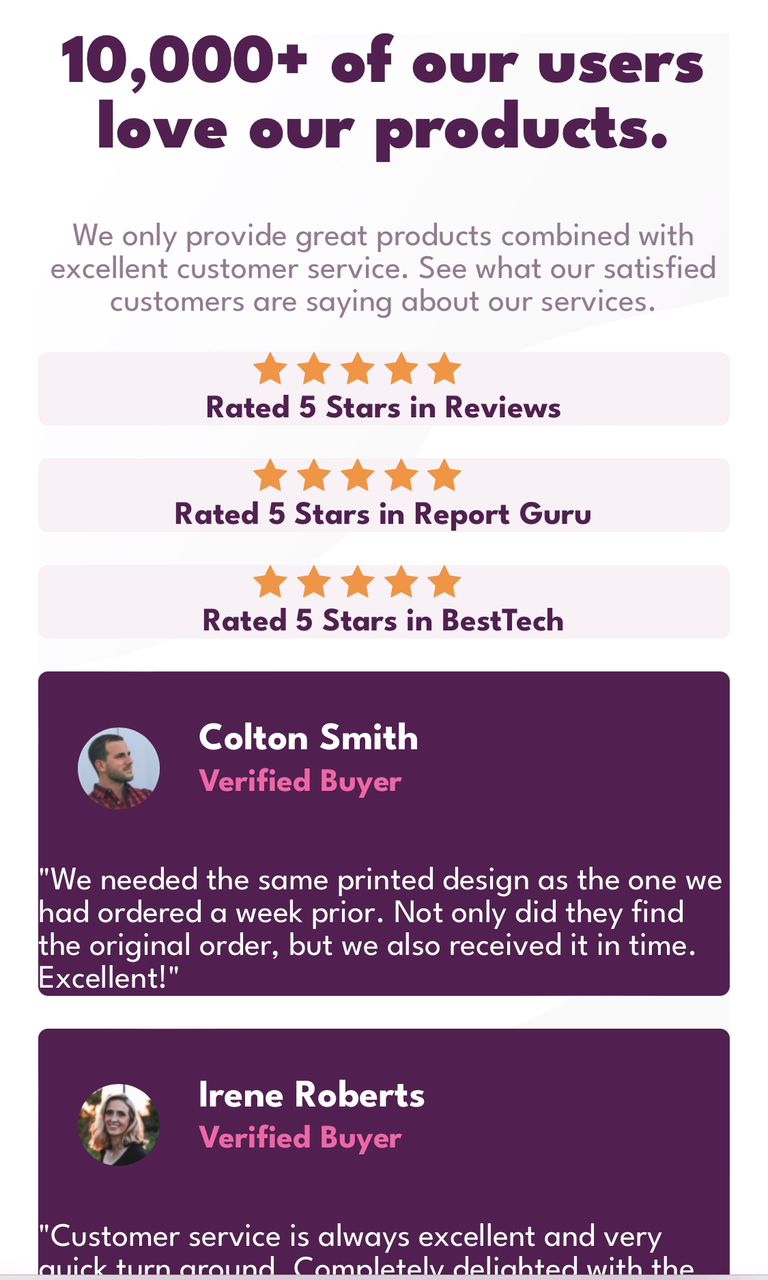 10,000+ of our users
love our products.
We only provide great products combined with
excellent customer service. See what our satisfied
customers are saying about our services.
Rated 5 Stars in Reviews
Rated 5 Stars in Report Guru
Rated 5 Stars in BestTech
Colton Smith
Verified Buyer
"We needed the same printed design as the one we
had ordered a week prior. Not only did they find
the original order, but we also received it in time.
Excellent!"
Irene Roberts
Verified Buyer
"Customer service is always excellent and very
quick turn around. Completely delighted with the